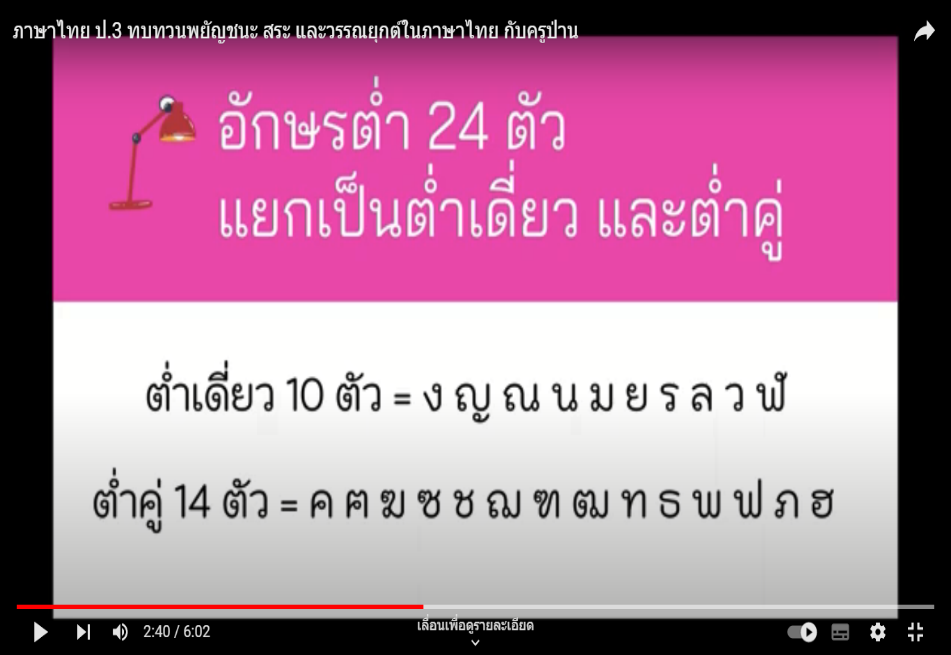 ภาษาไทย ป.3 ทบทวนพยัญชนะ สระ และวรรณยุกต์ในภาษาไทย กับครูป่าน
อักษรต่ำ 24 ตัว
แยกเป็นต่ำเดี่ยว และต่ำคู่
ต่ำเดี่ยว 10 ตัว = ง ญ ณ น ม ย ร ล ว ฬ
ต่ำคู่ 14 ตัว = ค ฅ ฆ ซ ช ฌ ฑ ฒ ท ธ พ ฟ ภ ฮ
2:40 / 6:02
เลื่อนเพื่อดูรายละเอียด